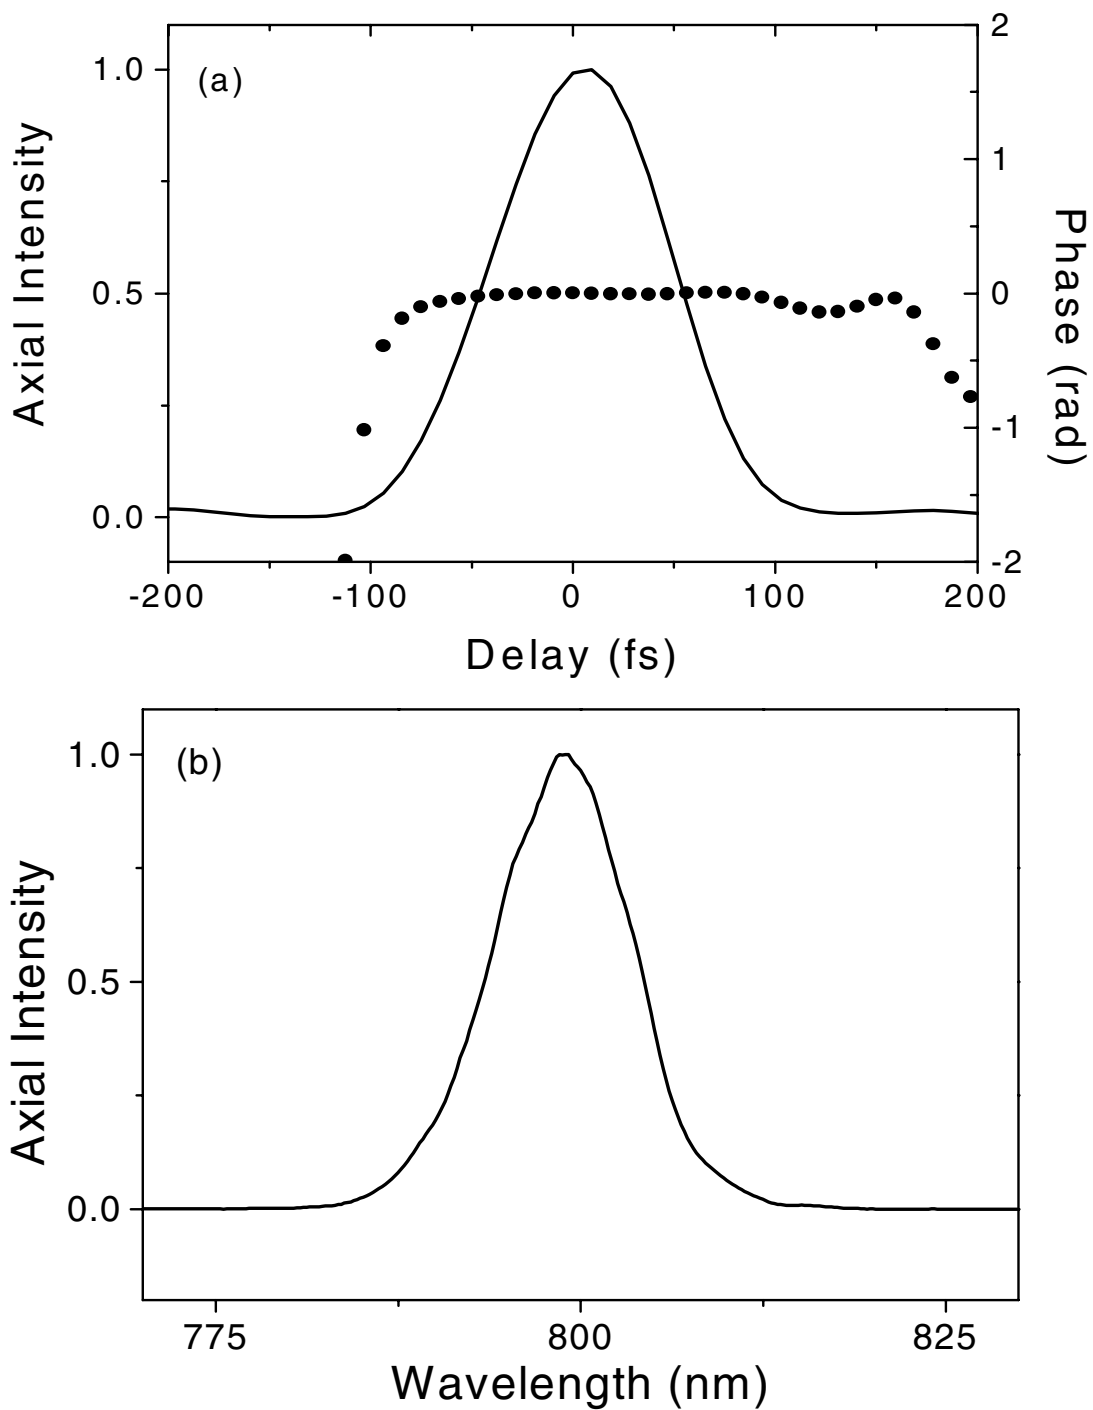 (a)
Axial Intensity
1.0
0.5
0.0
2
1
0
-1
-2
Phase (rad)
-200 -100 0 100 200
Delay (fs)
(b)
Axial Intensity
1.0
0.5
0.0
775 800 825
Wavelength (nm)